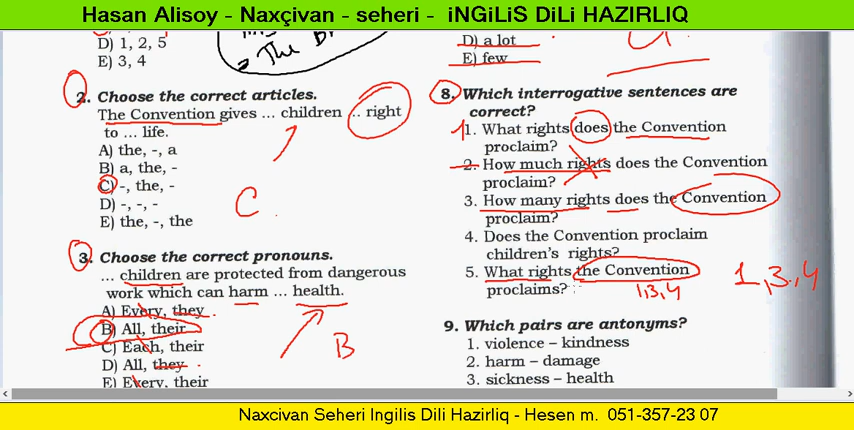 Hasan Alisoy - Naxçivan - seheri - iNGiLiS DiLi HAZIRLIQ
D) 1, 2, 5
E) 3, 4
The
2. Choose the correct articles.
The Convention gives ... children .. right
to ... life.
A) the, -, a
B) a, the, -
C) -, the, -
D) -, -, -
E) the, -, the
C
3. Choose the correct pronouns.
... children are protected from dangerous
work which can harm ... health.
A) Every, they
B) All, their
C) Each, their
D) All, they
E) Every, their
B
D) a lot
E) few
8. Which interrogative sentences are
correct?
1. What rights does the Convention
proclaim?
2. How much rights does the Convention
proclaim?
3. How many rights does the Convention
proclaim?
4. Does the Convention proclaim
children's rights?
5. What rights the Convention
proclaims?
1,3,4
1,3,4
9. Which pairs are antonyms?
1. violence – kindness
2. harm – damage
3. sickness – health
Naxcivan Seheri Ingilis Dili Hazirliq - Hesen m. 051-357-23 07